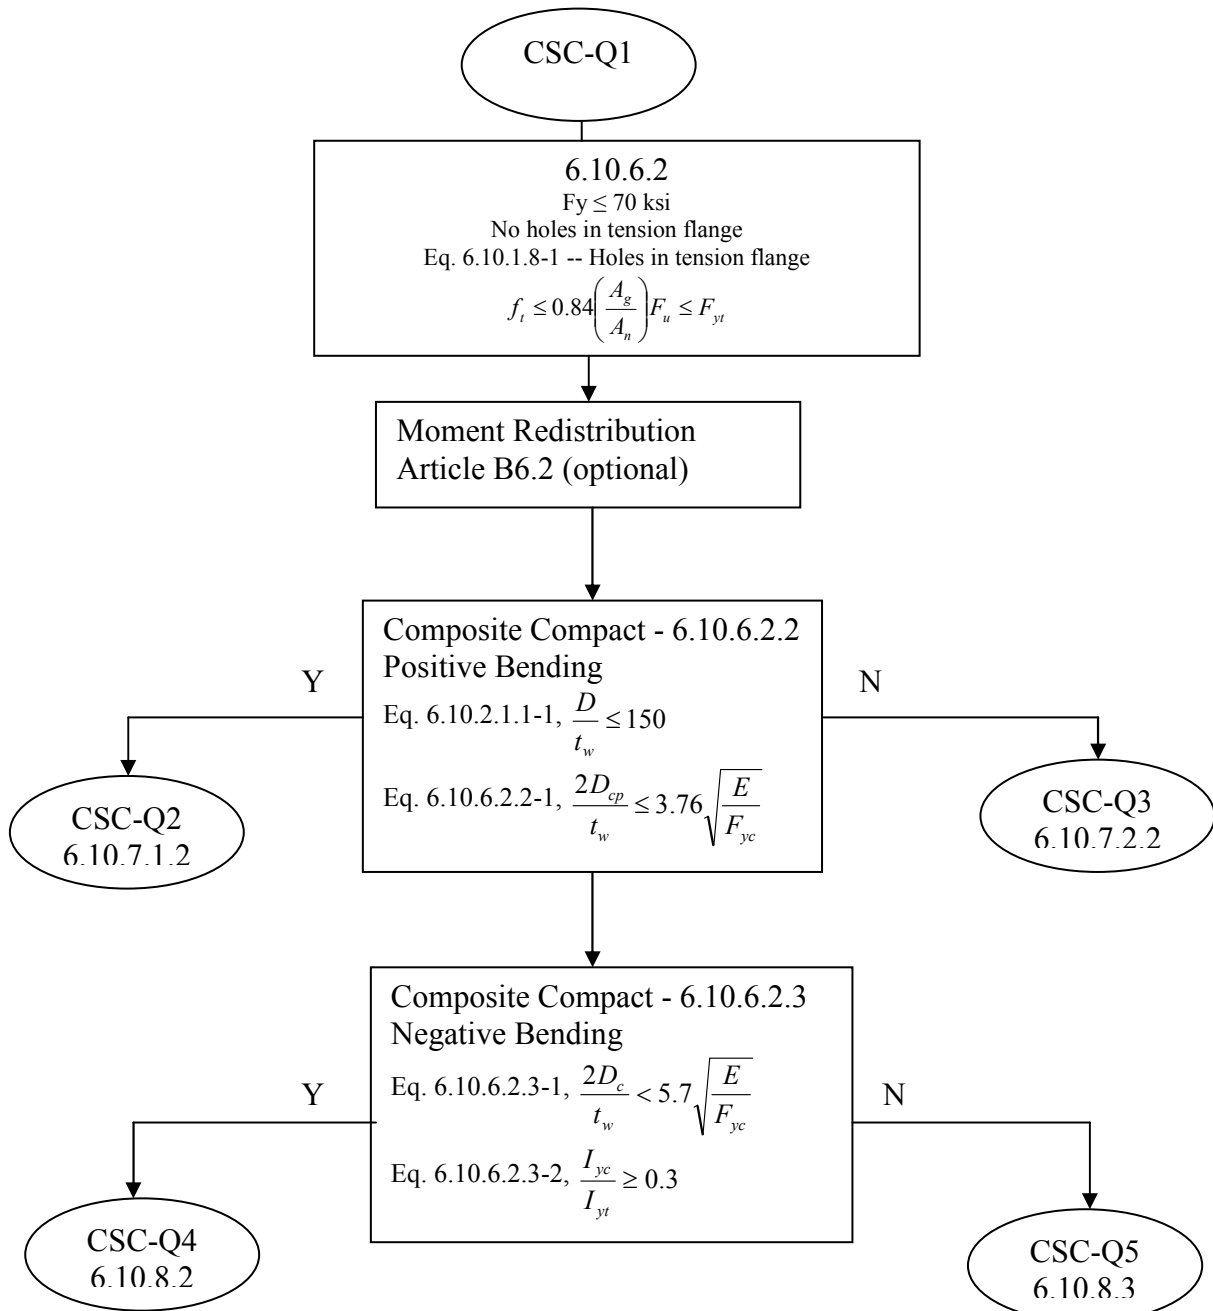 CSC-Q1
6.10.6.2
Fy ≤ 70 ksi
No holes in tension flange
Eq. 6.10.1.8-1 -- Holes in tension flange
f_t ≤ 0.84(A_g/A_n)F_u ≤ F_yt
Moment Redistribution
Article B6.2 (optional)
Composite Compact - 6.10.6.2.2
Positive Bending
Y
N
Eq. 6.10.2.1.1-1, D/t_w ≤ 150
Eq. 6.10.6.2.2-1, 2D_cp/t_w ≤ 3.76√(E/F_yc)
CSC-Q2
6.10.7.1.2
CSC-Q3
6.10.7.2.2
Composite Compact - 6.10.6.2.3
Negative Bending
Y
N
Eq. 6.10.6.2.3-1, 2D_c/t_w < 5.7√(E/F_yc)
Eq. 6.10.6.2.3-2, I_yc/I_yt ≥ 0.3
CSC-Q4
6.10.8.2
CSC-Q5
6.10.8.3